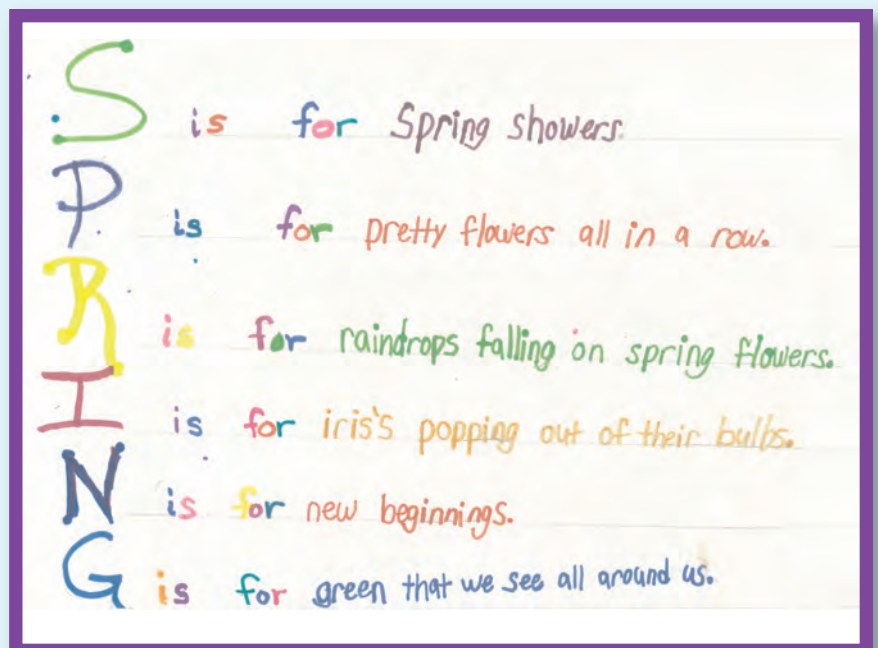 S is for Spring showers.
P is for pretty flowers all in a row.
R is for raindrops falling on spring flowers.
I is for iris's popping out of their bulbs.
N is for new beginnings.
G is for green that we see all around us.